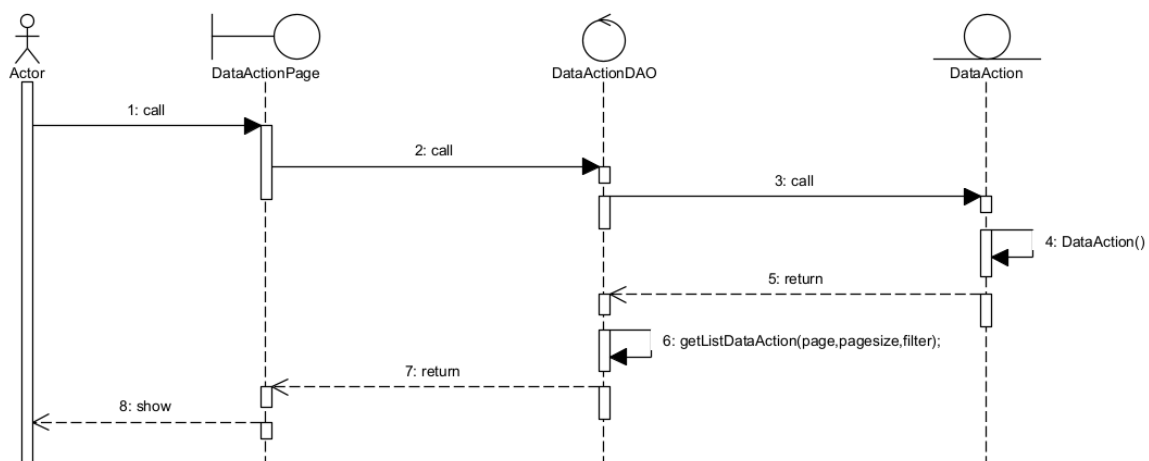 Actor
DataActionPage
DataActionDAO
DataAction
1: call
2: call
3: call
4: DataAction()
5: return
6: getListDataAction(page,pagesize,filter);
7: return
8: show